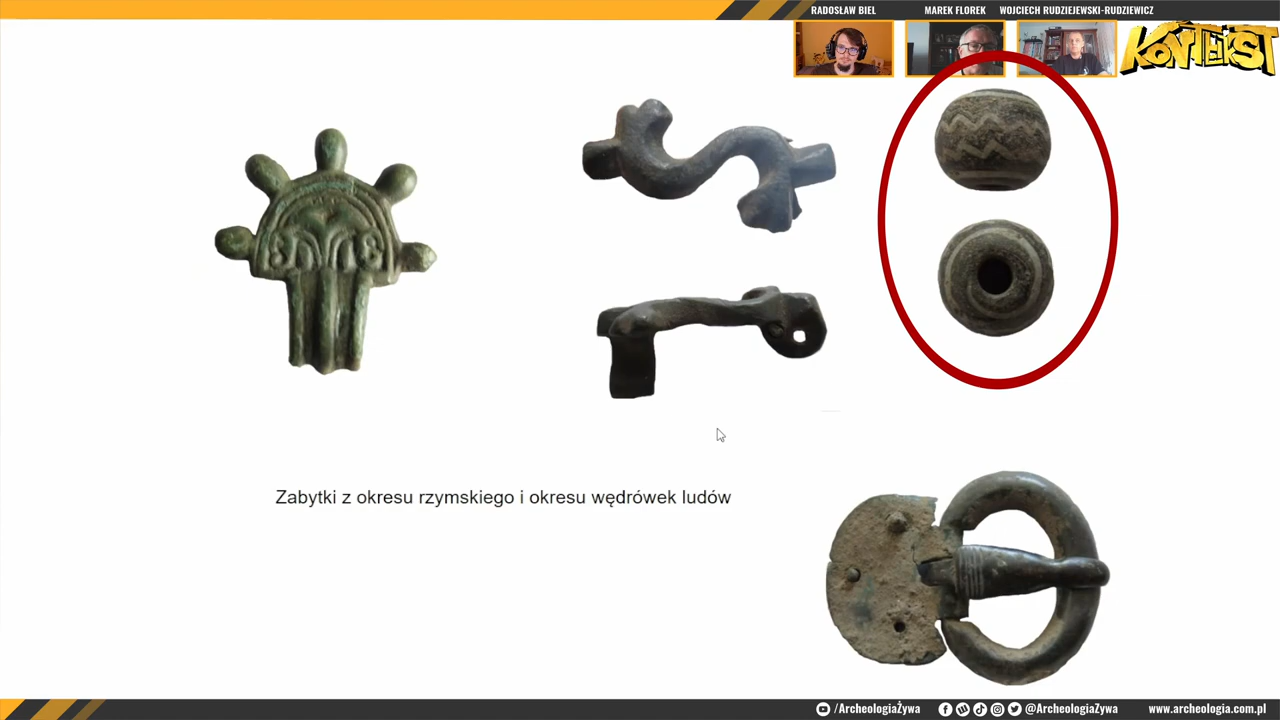 RADOSŁAW BIEL MAREK FLOREK WOJCIECH RUDZIEJEWSKI-RUDZIEWICZ
KONTEKST
Zabytki z okresu rzymskiego i okresu wędrówek ludów
/ArcheologiaŻywa @ArcheologiaŻywa www.archeologia.com.pl